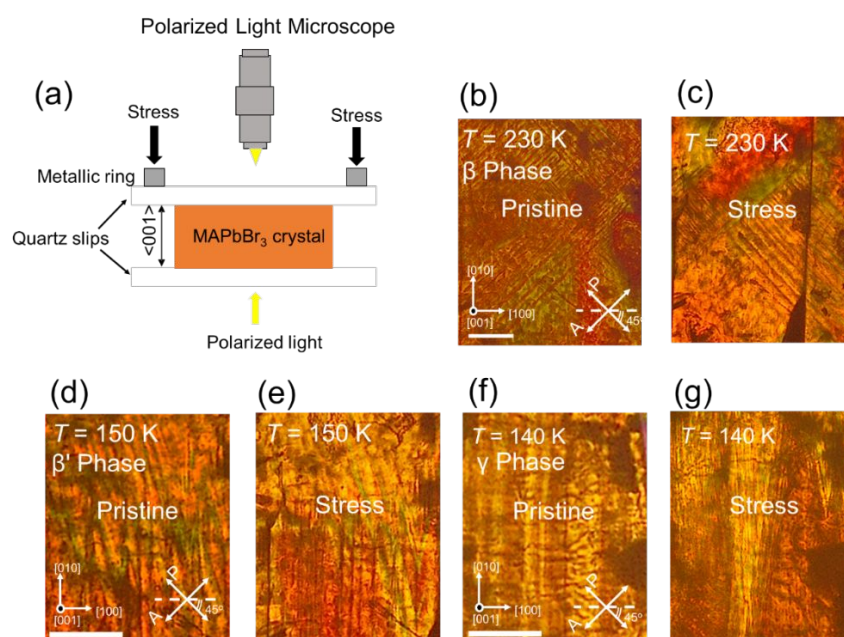 Polarized Light Microscope
(a)
Stress
Stress
Metallic ring
Quartz slips
<001>
MAPbBr₃ crystal
Polarized light
(b)
T = 230 K
β Phase
Pristine
[010]
[001]
[100]
P
A
45°
(c)
T = 230 K
Stress
(d)
T = 150 K
β' Phase
Pristine
[010]
[001]
[100]
P
A
45°
(e)
T = 150 K
Stress
(f)
T = 140 K
γ Phase
Pristine
[010]
[001]
[100]
P
A
45°
(g)
T = 140 K
Stress